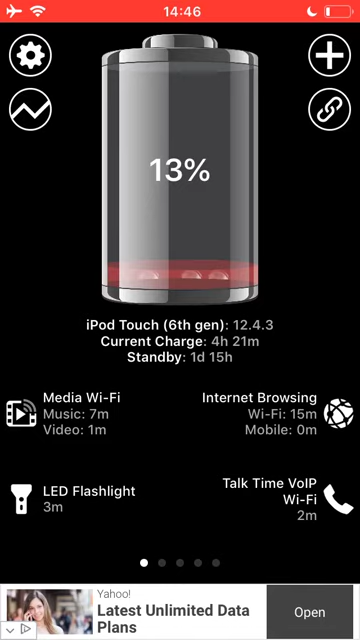 14:46
13%
iPod Touch (6th gen): 12.4.3
Current Charge: 4h 21m
Standby: 1d 15h
Media Wi-Fi
Music: 7m
Video: 1m
Internet Browsing
Wi-Fi: 15m
Mobile: 0m
LED Flashlight
3m
Talk Time VoIP
Wi-Fi
2m
Yahoo!
Latest Unlimited Data
Plans
Open